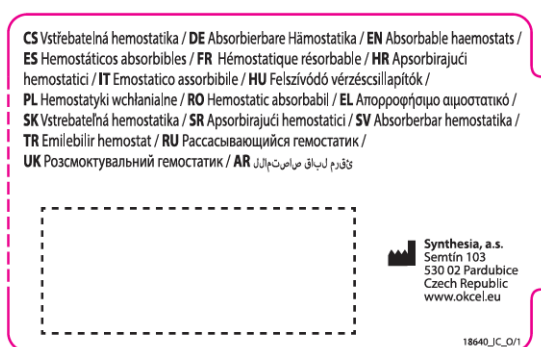 CS Vstřebatelná hemostatika / DE Absorbierbare Hämostatika / EN Absorbable haemostats /
ES Hemostáticos absorbibles / FR Hémostatique résorbable / HR Apsorbirajući
hemostatici / IT Emostatico assorbibile / HU Felszívódó vérzéscsillapítók /
PL Hemostatyki wchłanialne / RO Hemostatic absorbabil / EL Απορροφήσιμο αιμοστατικό /
SK Vstrebateľná hemostatika / SR Apsorbirajući hemostatici / SV Absorberbar hemostatika /
TR Emilebilir hemostat / RU Рассасывающийся гемостатик /
UK Розсмоктувальний гемостатик / AR
Synthesia, a.s.
Semtín 103
530 02 Pardubice
Czech Republic
www.okcel.eu
18640_IC_O/1